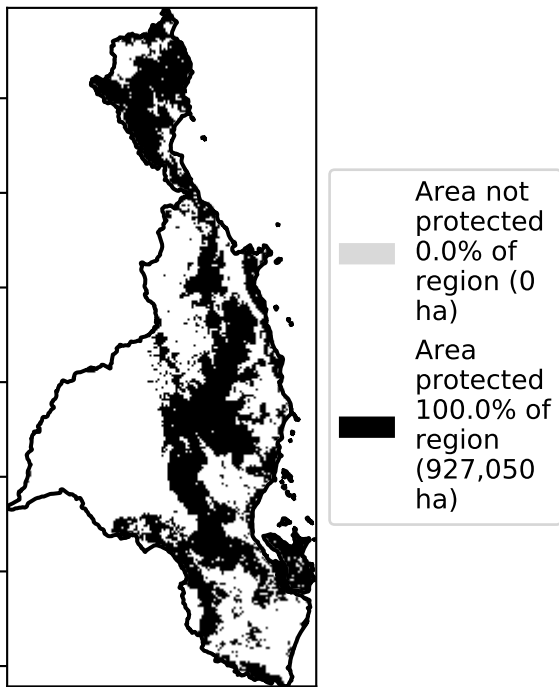 Area not
protected
0.0% of
region (0
ha)
Area
protected
100.0% of
region
(927,050
ha)